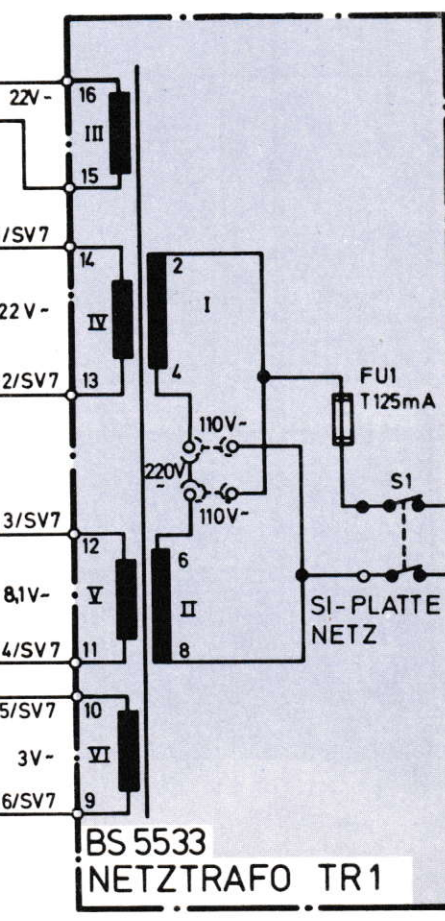 16
22V~
III
15
/SV7
14
2
I
22 V~
IV
4
FU1
T125mA
2/SV7
13
110V~
220V
~
S1
110V~
3/SV7
12
6
8,1V~
V
II
SI-PLATTE
NETZ
4/SV7
11
8
5/SV7
10
3V~
VI
6/SV7
9
BS 5533
NETZTRAFO TR1